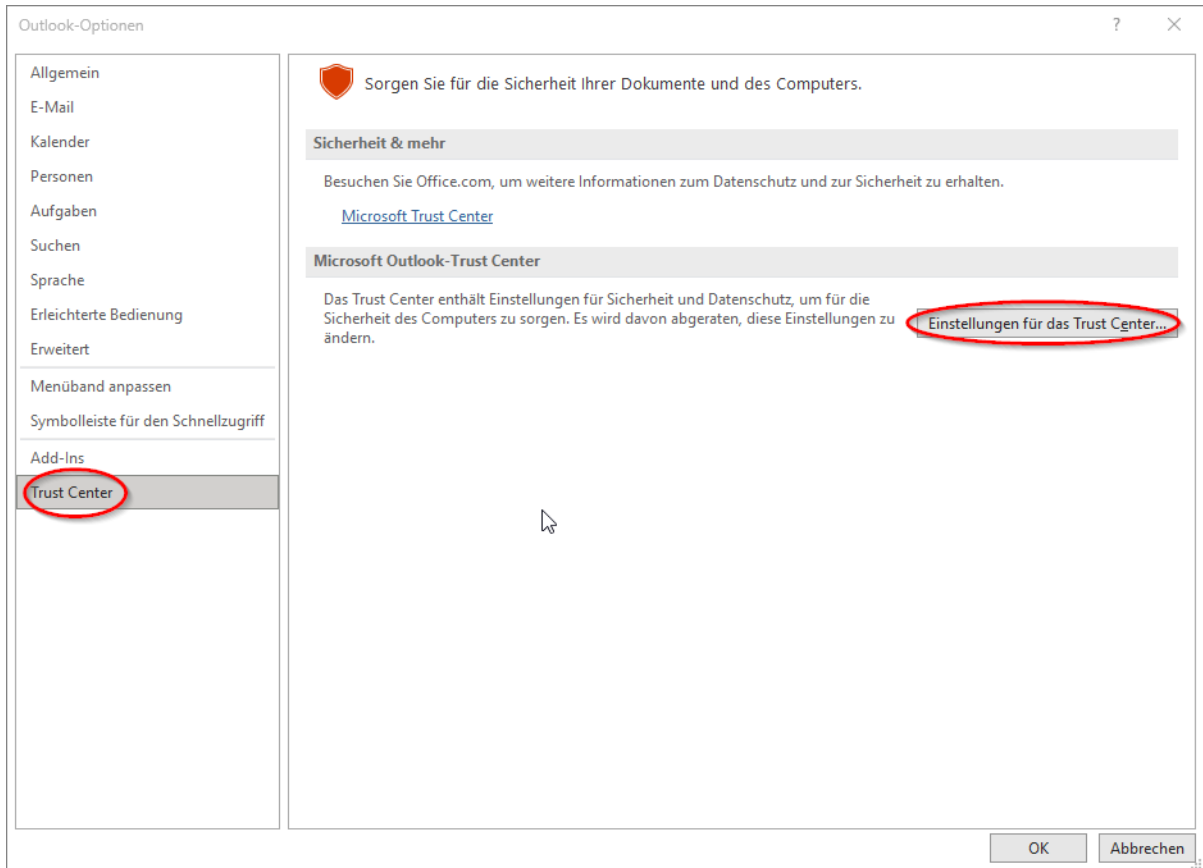 Outlook-Optionen
?
Allgemein
E-Mail
Kalender
Personen
Aufgaben
Suchen
Sprache
Erleichterte Bedienung
Erweitert
Menüband anpassen
Symbolleiste für den Schnellzugriff
Add-Ins
Trust Center
Sorgen Sie für die Sicherheit Ihrer Dokumente und des Computers.
Sicherheit & mehr
Besuchen Sie Office.com, um weitere Informationen zum Datenschutz und zur Sicherheit zu erhalten.
Microsoft Trust Center
Microsoft Outlook-Trust Center
Das Trust Center enthält Einstellungen für Sicherheit und Datenschutz, um für die
Sicherheit des Computers zu sorgen. Es wird davon abgeraten, diese Einstellungen zu
ändern.
Einstellungen für das Trust Center...
OK
Abbrechen